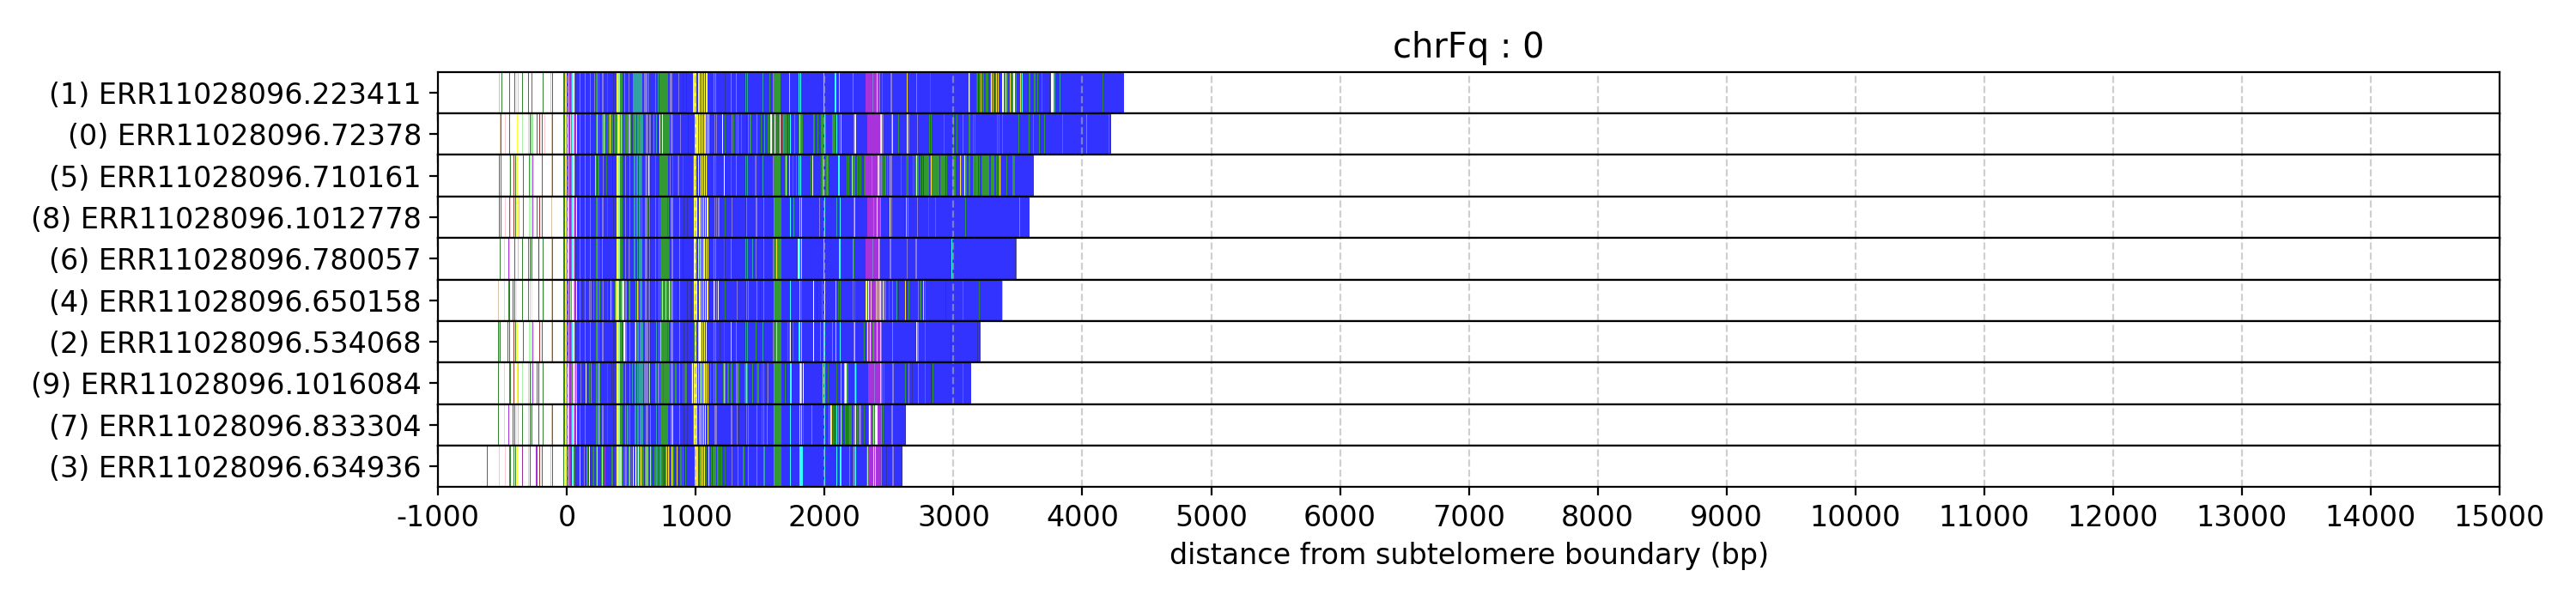 chrFq : 0
(1) ERR11028096.223411
(0) ERR11028096.72378
(5) ERR11028096.710161
(8) ERR11028096.1012778
(6) ERR11028096.780057
(4) ERR11028096.650158
(2) ERR11028096.534068
(9) ERR11028096.1016084
(7) ERR11028096.833304
(3) ERR11028096.634936
-1000 0 1000 2000 3000 4000 5000 6000 7000 8000 9000 10000 11000 12000 13000 14000 15000
distance from subtelomere boundary (bp)